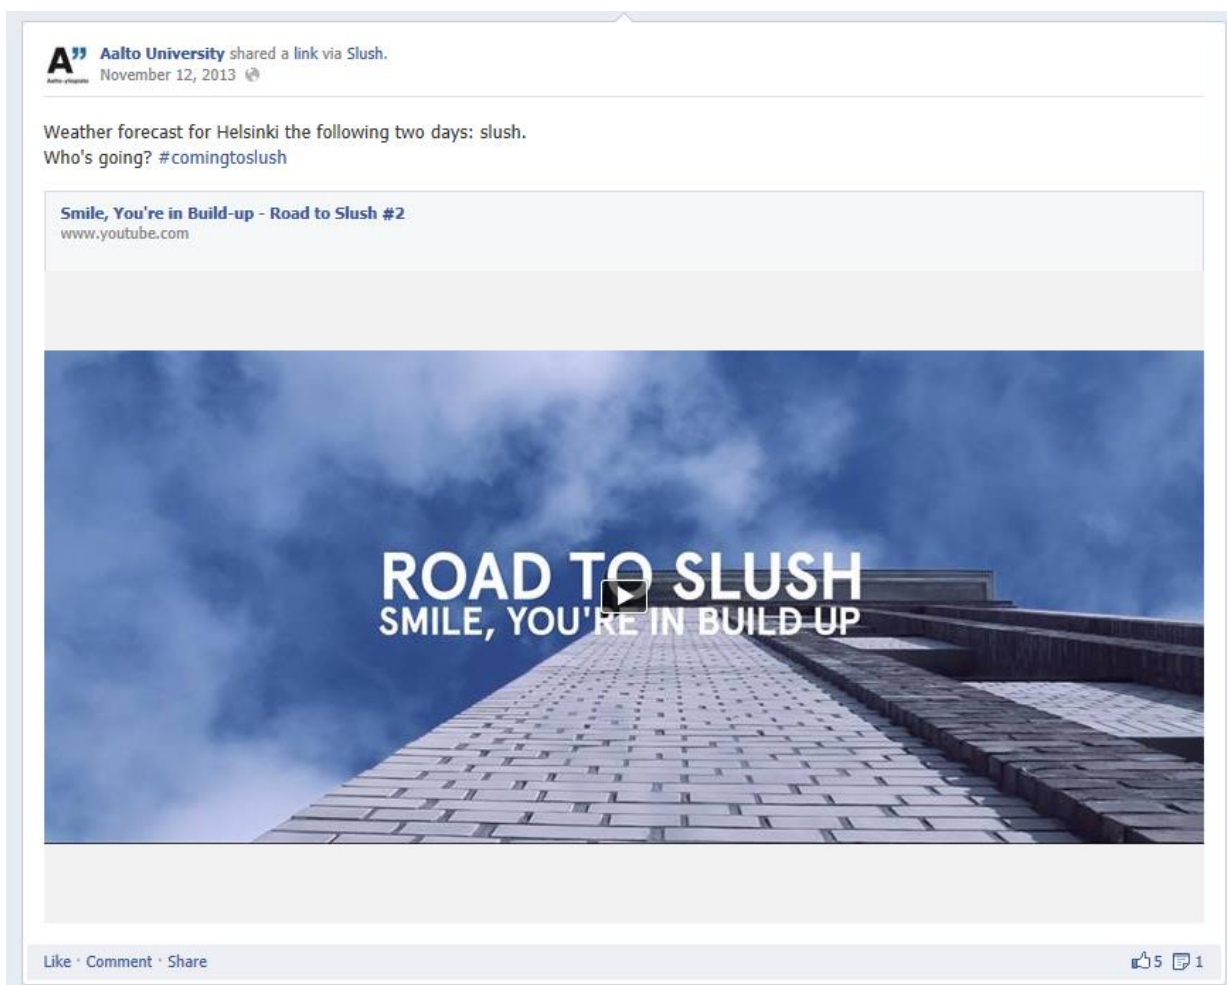 A”
Aalto-yliopisto
Aalto University shared a link via Slush.
November 12, 2013
Weather forecast for Helsinki the following two days: slush.
Who's going? #comingtoslush
Smile, You're in Build-up - Road to Slush #2
www.youtube.com
ROAD TO SLUSH
SMILE, YOU'RE IN BUILD UP
Like · Comment · Share
5 1